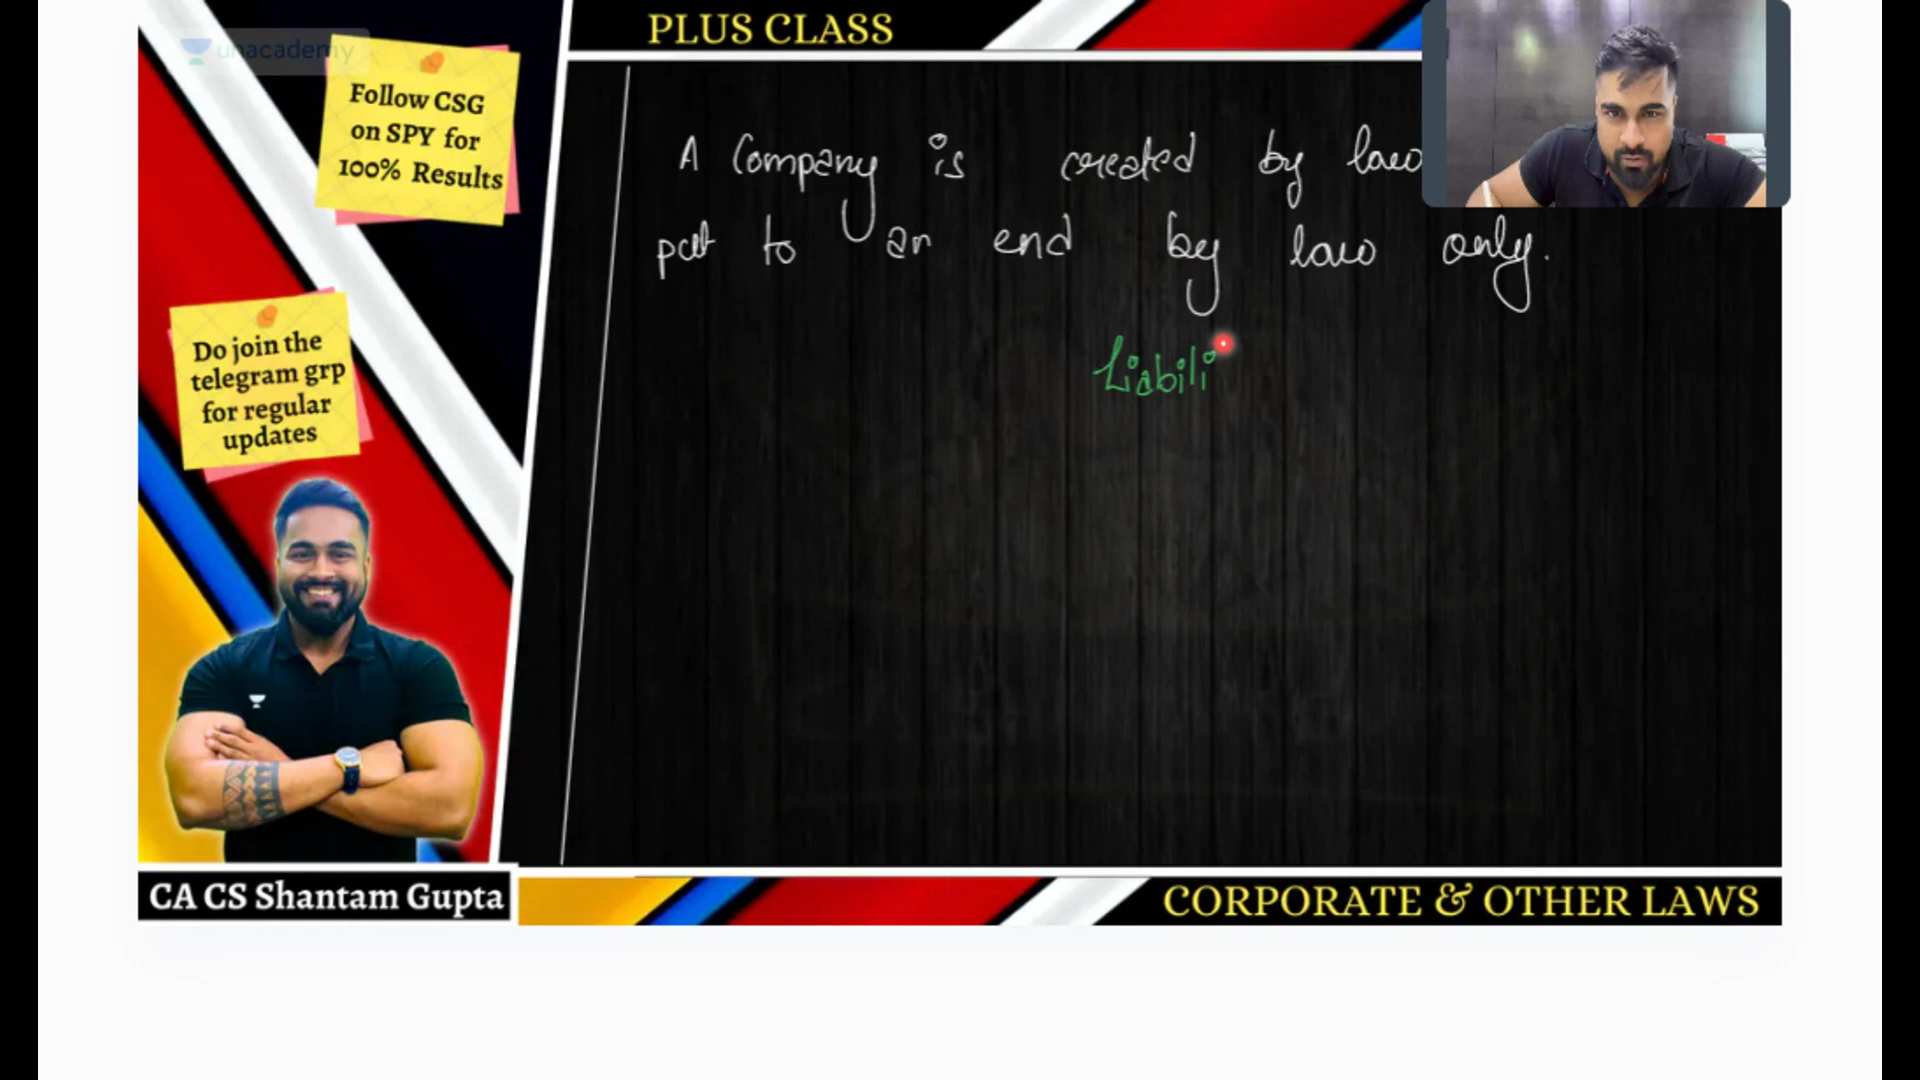 unacademy
PLUS CLASS
Follow CSG
on SPY for
100% Results
A Company is created by law
put to an end by law only.
Liabili
Do join the
telegram grp
for regular
updates
CA CS Shantam Gupta
CORPORATE & OTHER LAWS